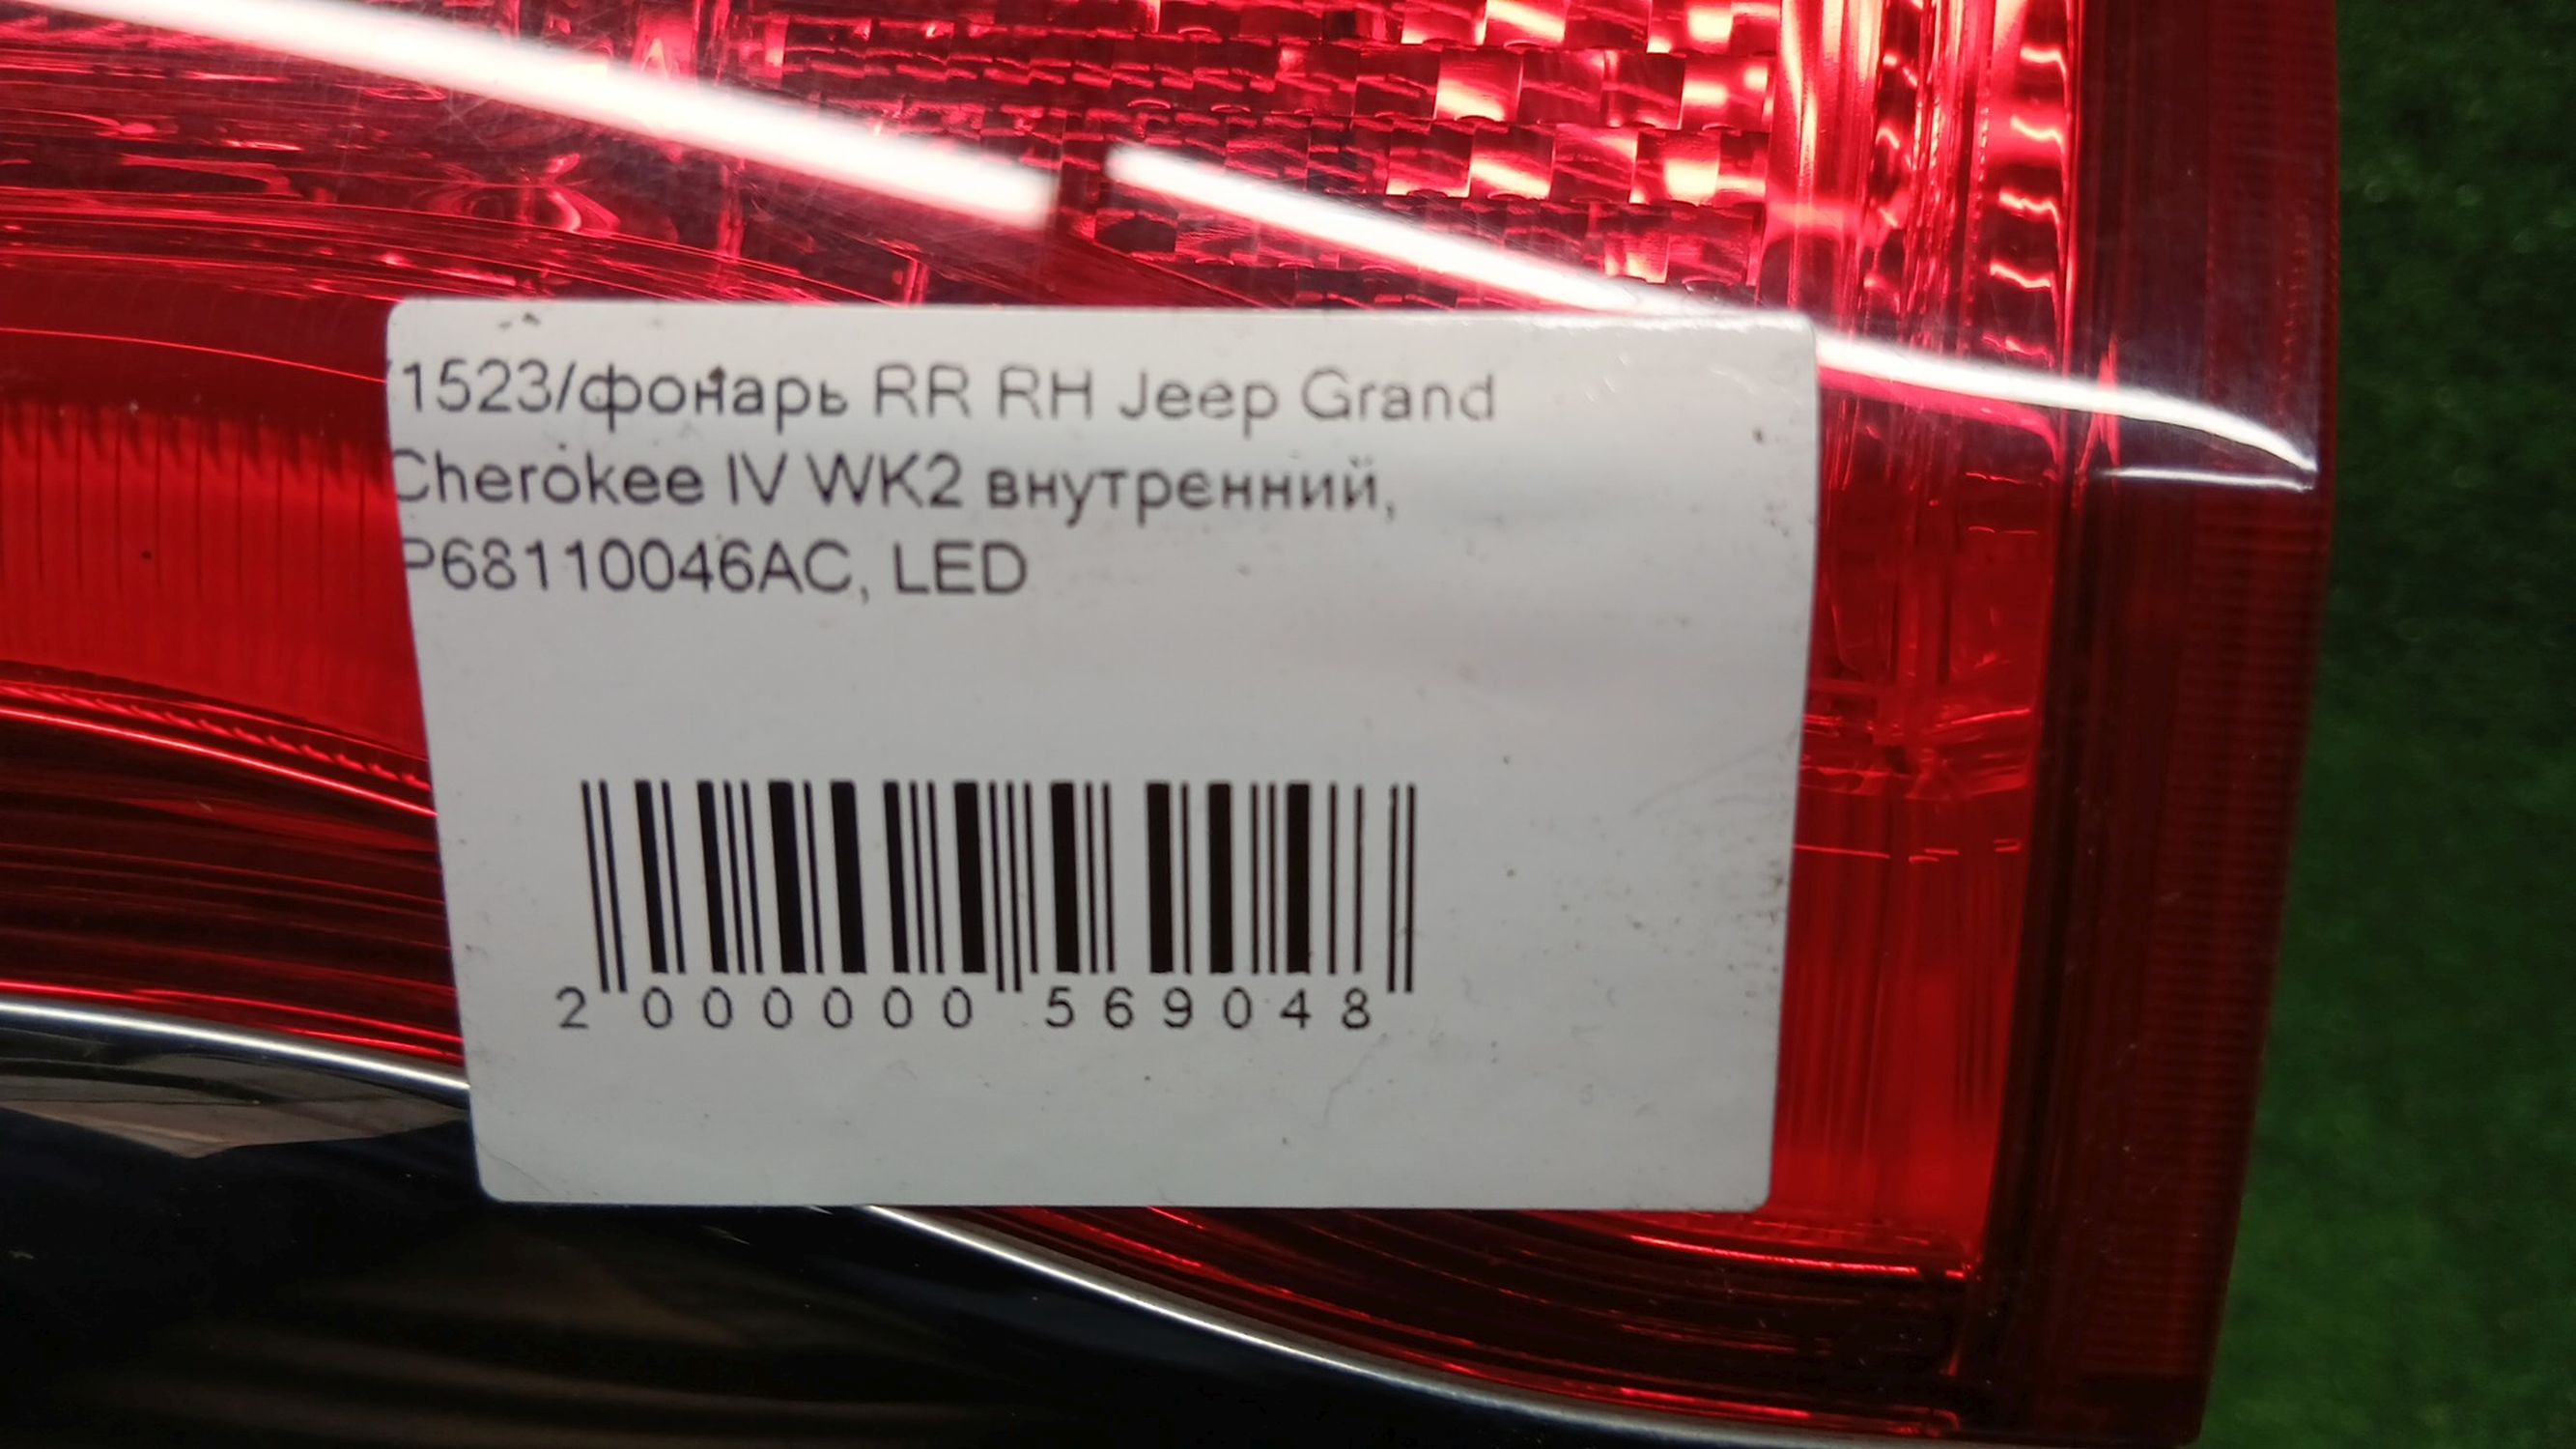 1523/фонарь RR RH Jeep Grand
Cherokee IV WK2 внутренний,
P68110046AC, LED
2 000000 569048